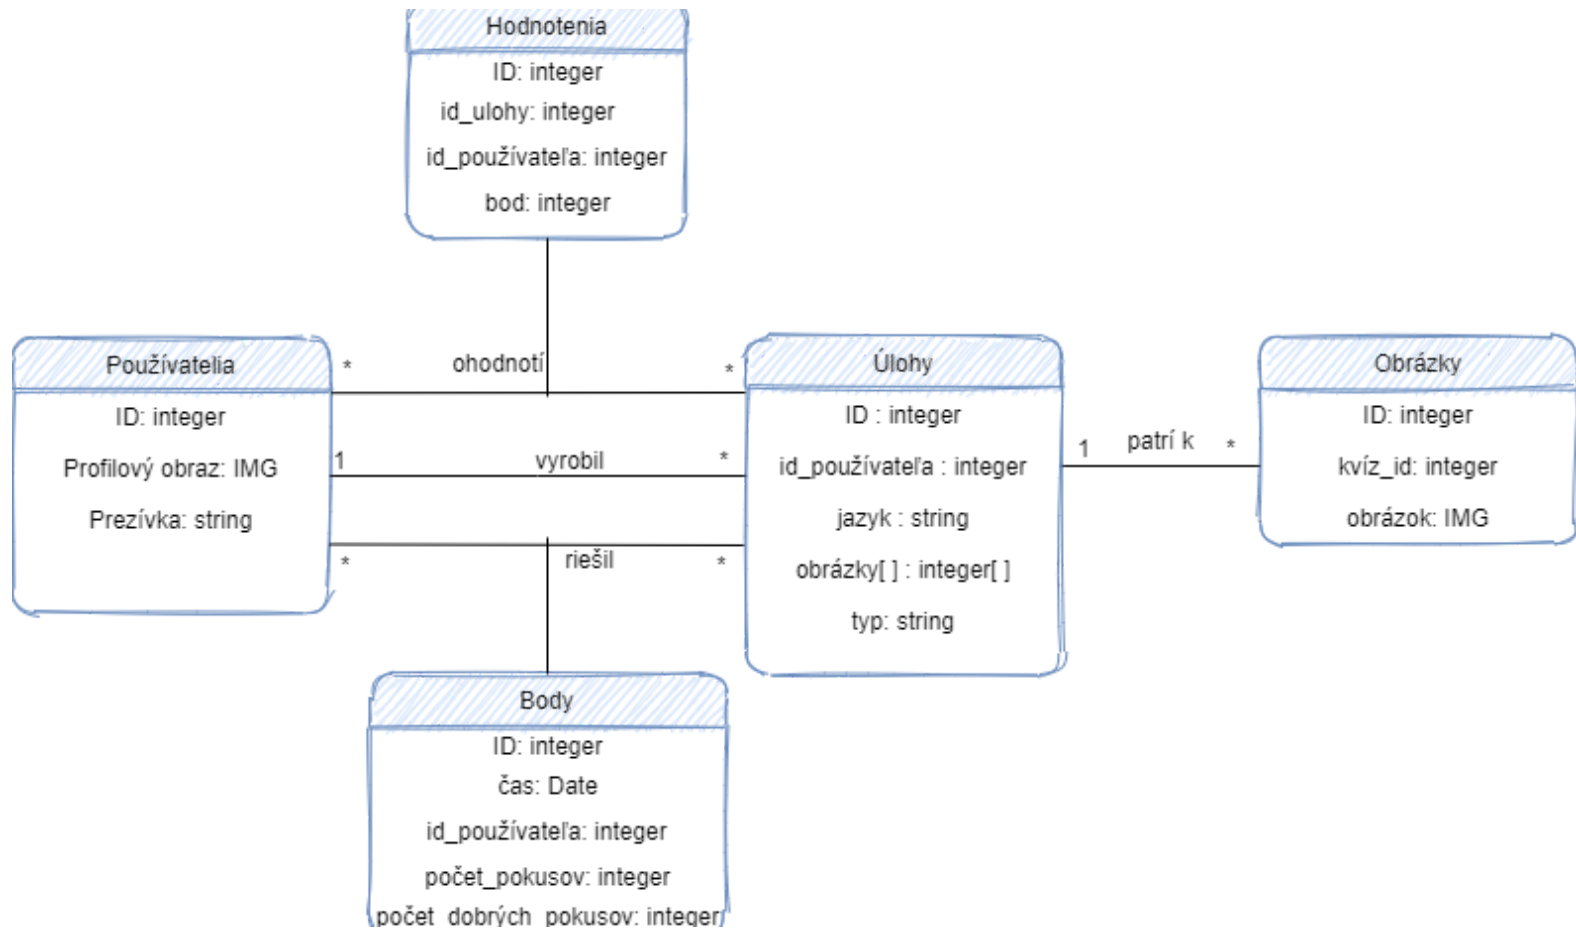 Hodnotenia
ID: integer
id_ulohy: integer
id_používateľa: integer
bod: integer
Používatelia
ID: integer
Profilový obraz: IMG
Prezívka: string
* ohodnotí *
1 vyrobil *
* riešil *
Úlohy
ID : integer
id_používateľa : integer
jazyk : string
obrázky[ ] : integer[ ]
typ: string
1 patrí k *
Obrázky
ID: integer
kvíz_id: integer
obrázok: IMG
Body
ID: integer
čas: Date
id_používateľa: integer
počet_pokusov: integer
počet_dobrých_pokusov: integer